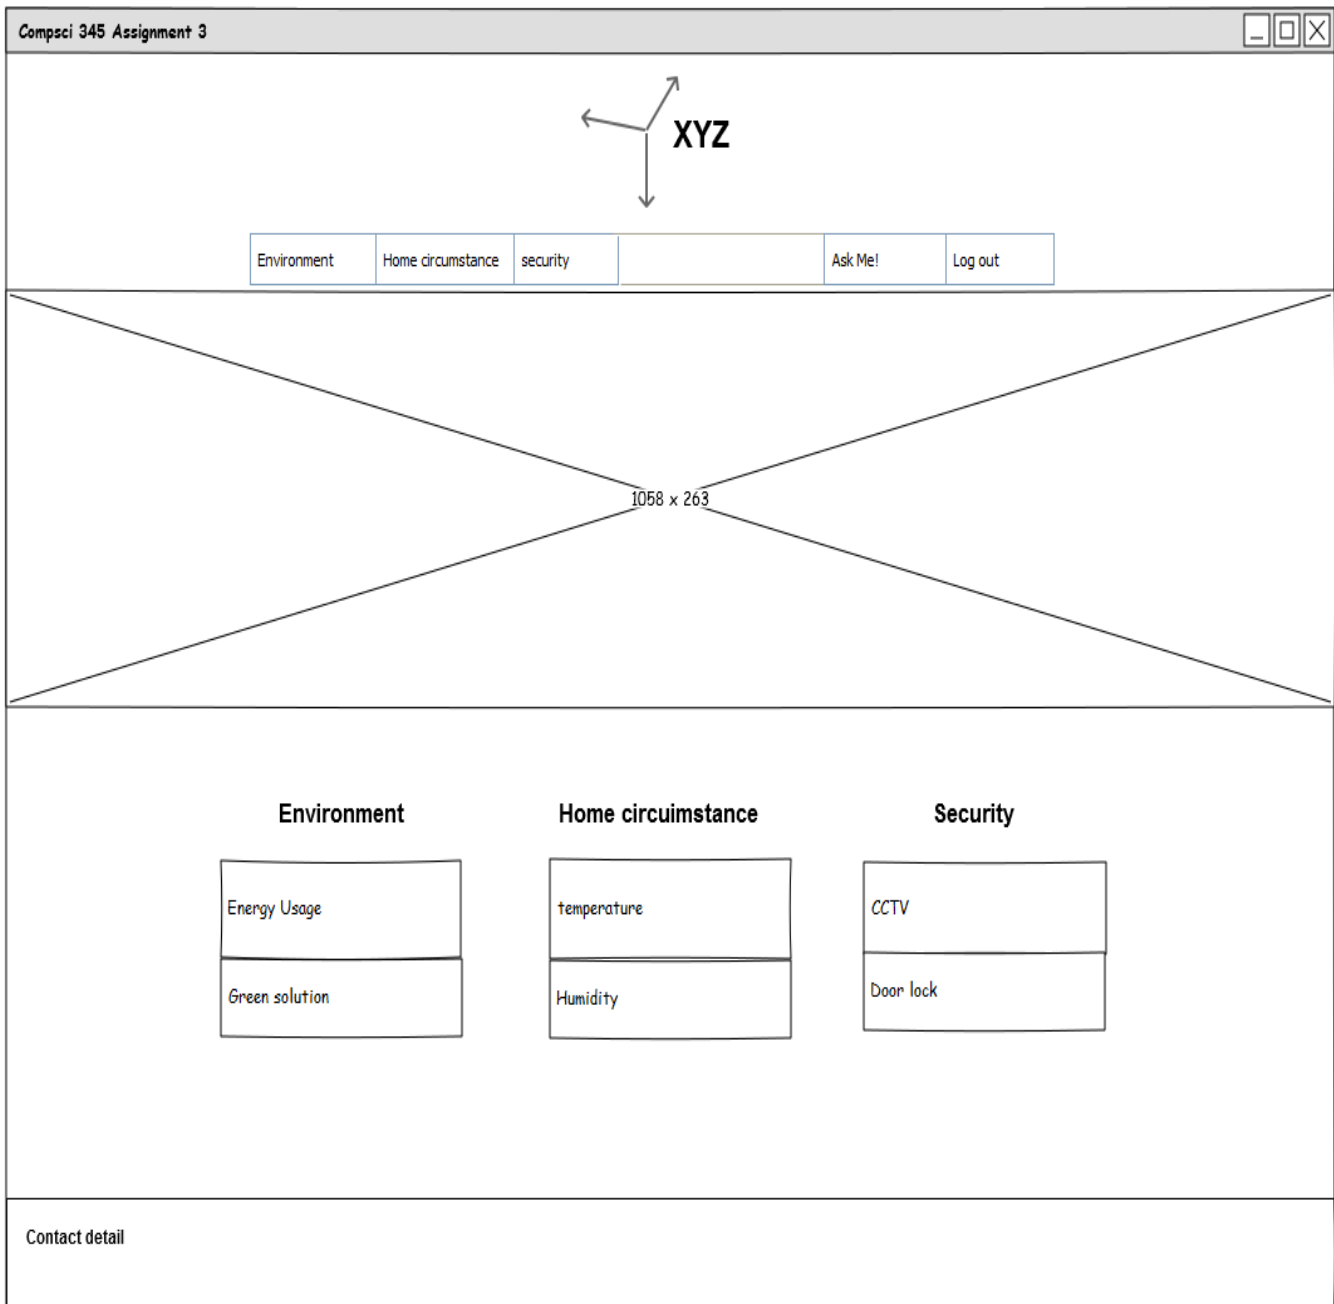 Compsci 345 Assignment 3
XYZ
Environment Home circumstance security Ask Me! Log out
1058 x 263
Environment Home circuimstance Security
Energy Usage temperature CCTV
Green solution Humidity Door lock
Contact detail